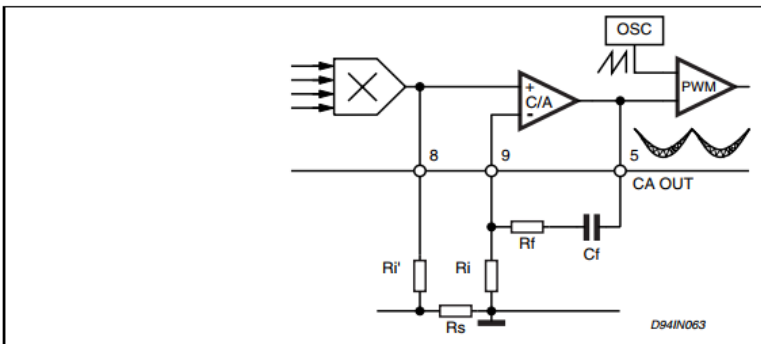 OSC
+
C/A
-
PWM
8
9
5
CA OUT
Rf
Cf
Ri'
Ri
Rs
D94IN063